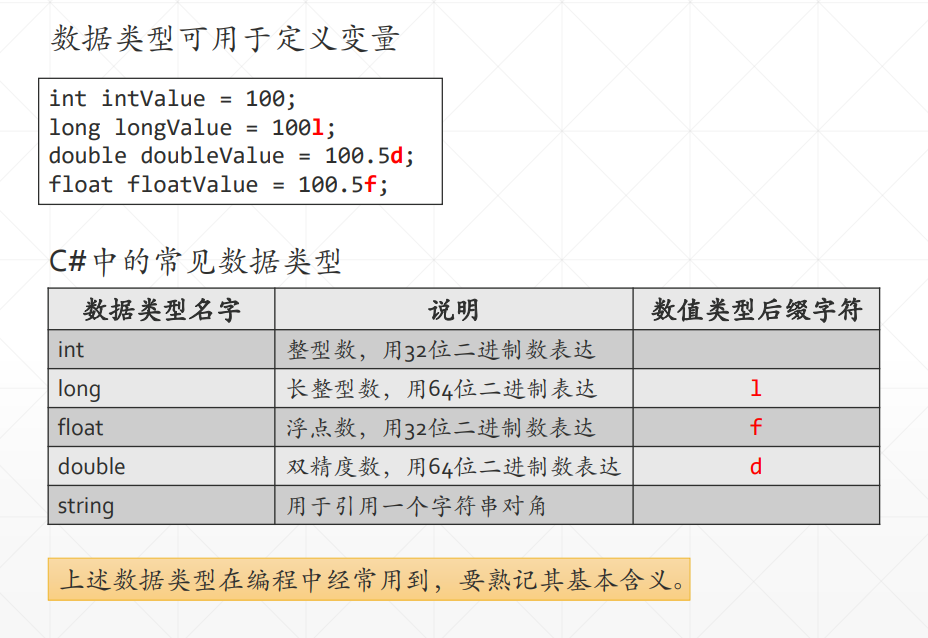 数据类型可用于定义变量
int intValue = 100;
long longValue = 100l;
double doubleValue = 100.5d;
float floatValue = 100.5f;
C#中的常见数据类型
数据类型名字 说明 数值类型后缀字符
int 整型数，用32位二进制数表达
long 长整型数，用64位二进制表达 l
float 浮点数，用32位二进制数表达 f
double 双精度数，用64位二进制数表达 d
string 用于引用一个字符串对角
上述数据类型在编程中经常用到，要熟记其基本含义。